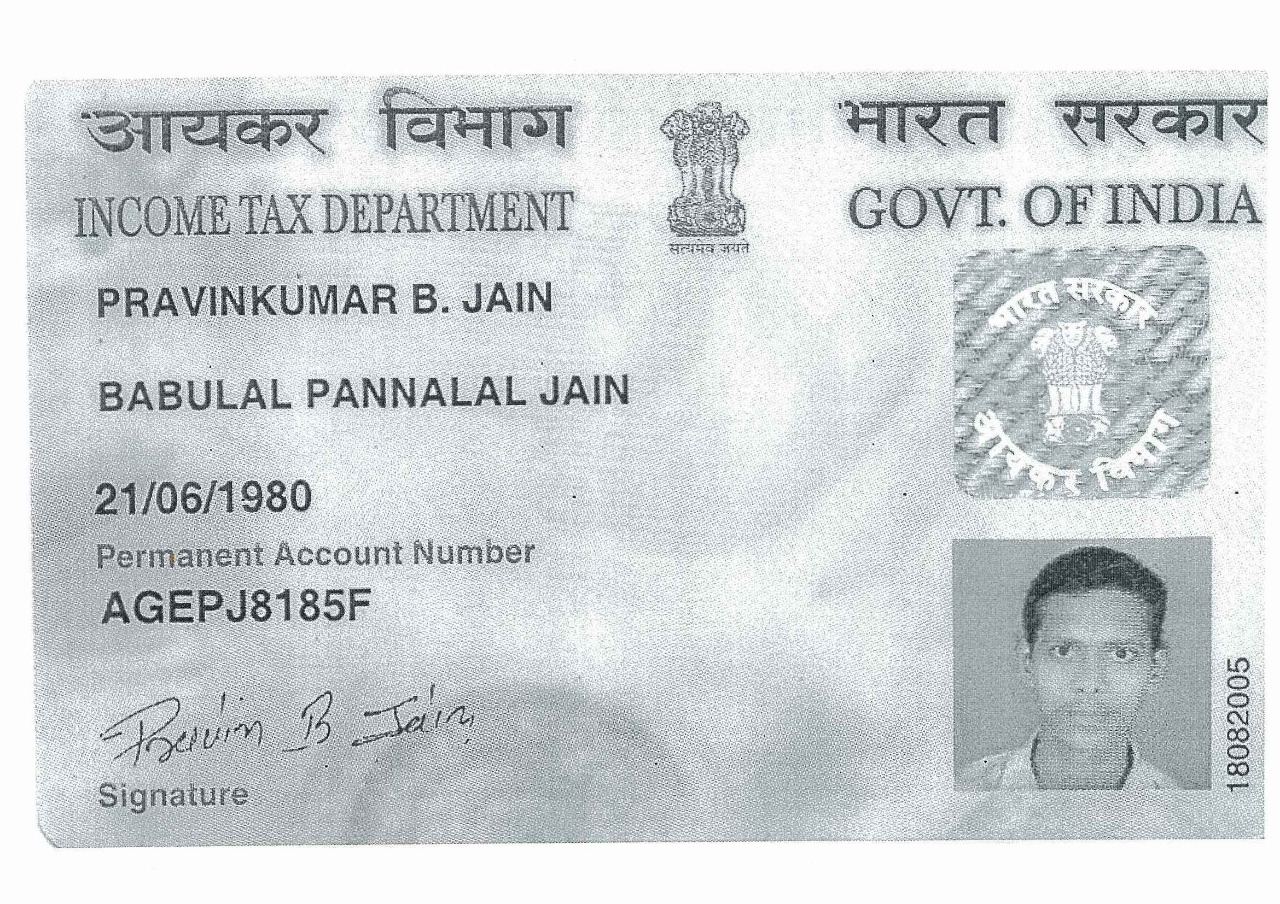 आयकर विभाग
भारत सरकार
INCOME TAX DEPARTMENT
GOVT. OF INDIA
सत्यमेव जयते
PRAVINKUMAR B. JAIN
BABULAL PANNALAL JAIN
21/06/1980
Permanent Account Number
AGEPJ8185F
Pravin B Jain
Signature
भारत सरकार
आयकर विभाग
18082005